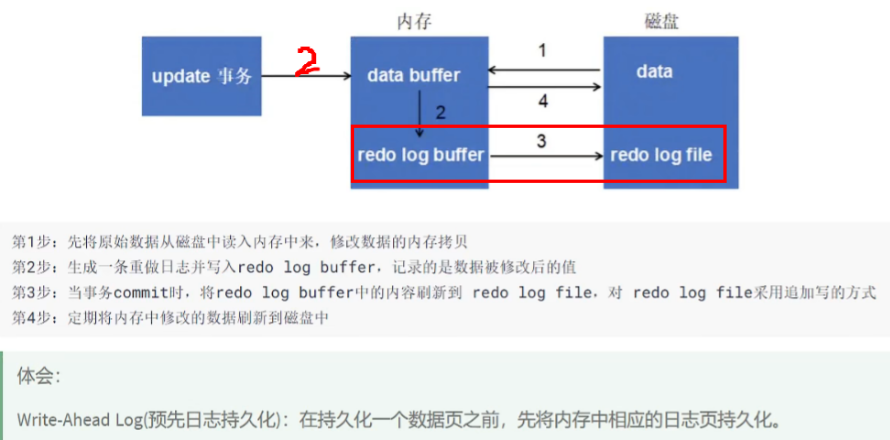 内存
磁盘
update 事务
2
data buffer
1
data
4
2
redo log buffer
3
redo log file
第1步：先将原始数据从磁盘中读入内存中来，修改数据的内存拷贝
第2步：生成一条重做日志并写入redo log buffer，记录的是数据被修改后的值
第3步：当事务commit时，将redo log buffer中的内容刷新到 redo log file，对 redo log file采用追加写的方式
第4步：定期将内存中修改的数据刷新到磁盘中
体会：
Write-Ahead Log(预先日志持久化)：在持久化一个数据页之前，先将内存中相应的日志页持久化。